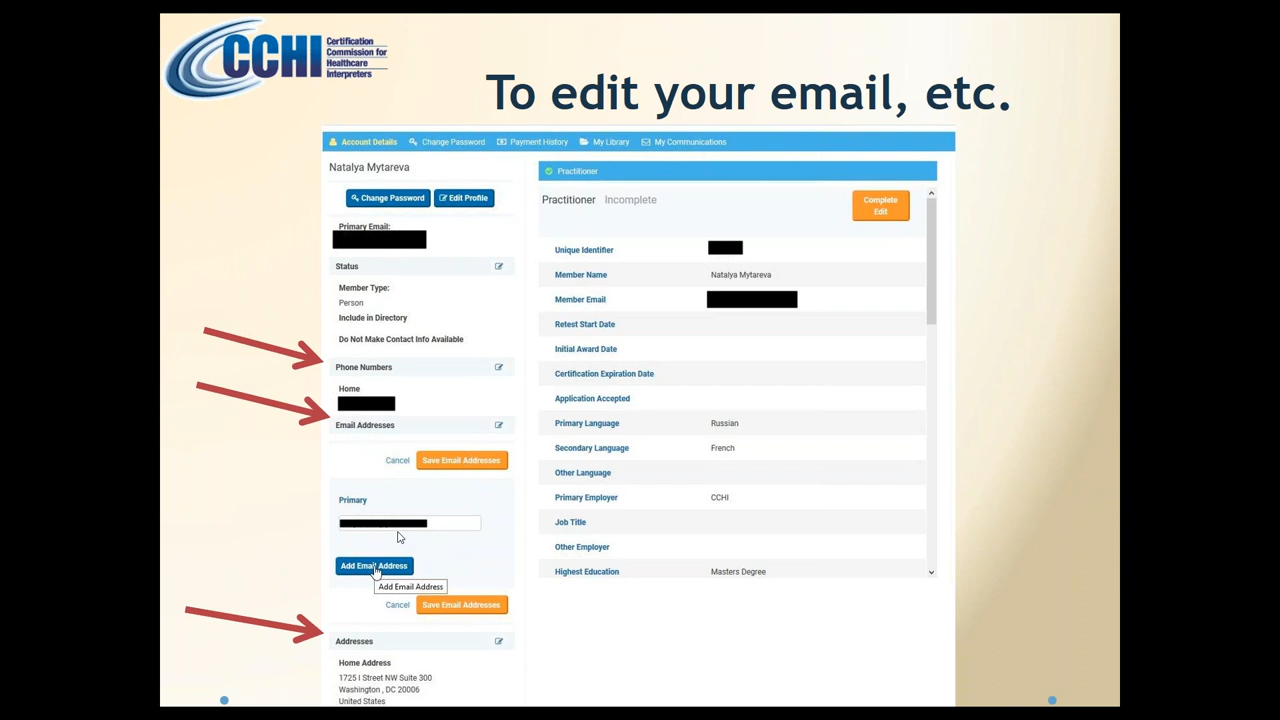 CCHI
Certification
Commission for
Healthcare
Interpreters
To edit your email, etc.
Account Details Change Password Payment History My Library My Communications
Natalya Mytareva
Change Password Edit Profile
Primary Email:
Status
Member Type:
Person
Include in Directory
Do Not Make Contact Info Available
Phone Numbers
Home
Email Addresses
Cancel Save Email Addresses
Primary
Add Email Address
Add Email Address
Cancel Save Email Addresses
Addresses
Home Address
1725 I Street NW Suite 300
Washington , DC 20006
United States
Practitioner
Practitioner Incomplete
Complete
Edit
Unique Identifier
Member Name Natalya Mytareva
Member Email
Retest Start Date
Initial Award Date
Certification Expiration Date
Application Accepted
Primary Language Russian
Secondary Language French
Other Language
Primary Employer CCHI
Job Title
Other Employer
Highest Education Masters Degree